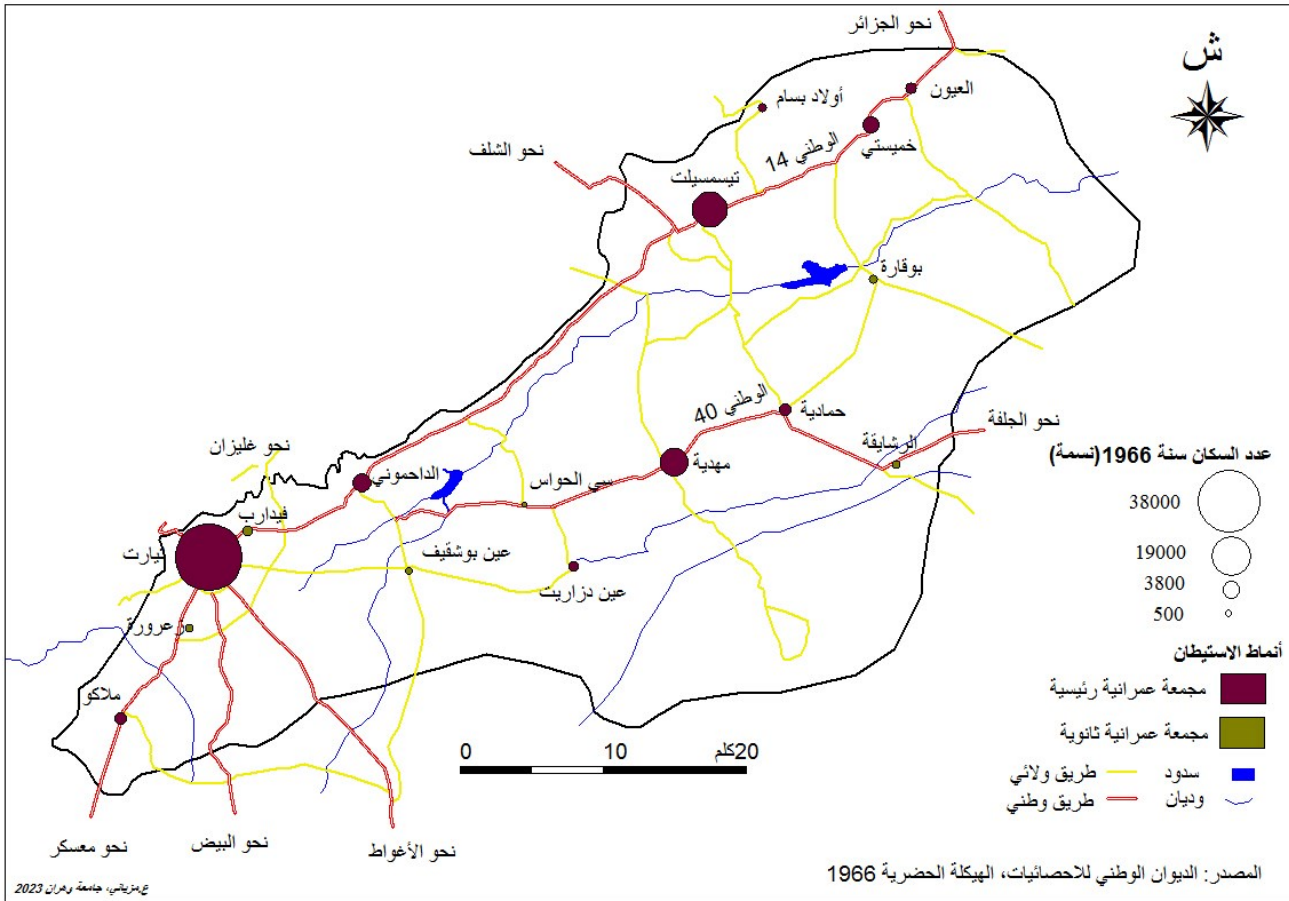 نحو الجزائر
ش
العيون
أولاد بسام
خميستي
الوطني 14
نحو الشلف
تيسمسيلت
بوقارة
حمادية
الوطني 40
الرشايقة
نحو الجلفة
نحو غليزان
مهدية
سي الحواس
الداحموني
فيدارب
تيارت
عين بوشقيف
عين دزاريت
زعرورة
ملاكو
نحو معسكر
نحو البيض
نحو الأغواط
0 10 20كلم
عدد السكان سنة 1966(نسمة)
38000
19000
3800
500
أنماط الاستيطان
مجمعة عمرانية رئيسية
مجمعة عمرانية ثانوية
سدود
طريق ولائي
وديان
طريق وطني
المصدر: الديوان الوطني للاحصائيات، الهيكلة الحضرية 1966
ع.مزياني، جامعة وهران 2023